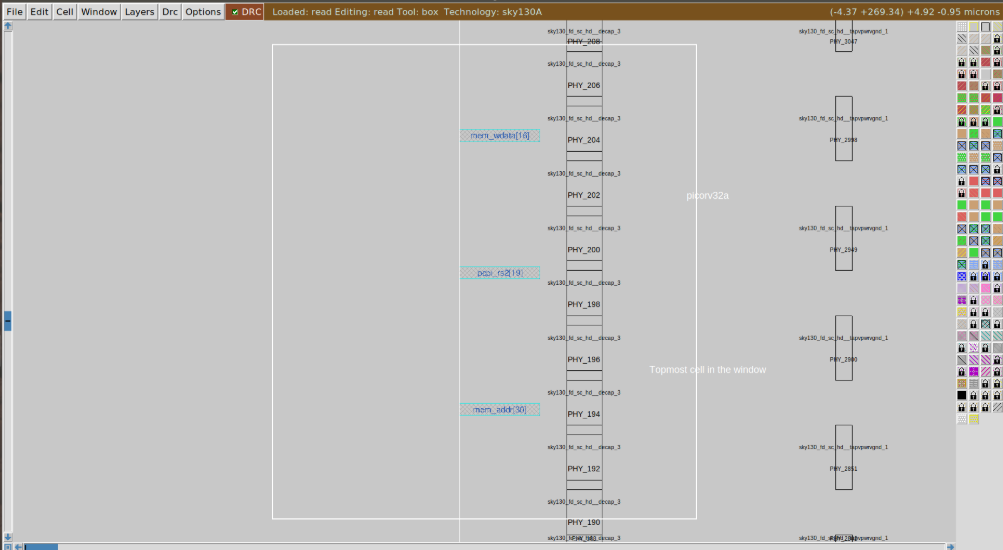 File Edit Cell Window Layers Drc Options DRC Loaded: read Editing: read Tool: box Technology: sky130A (-4.37 +269.34) +4.92 -0.95 microns
sky130_fd_sc_hd__decap_3 sky130_fd_sc_hd__tapvpwrvgnd_1
PHY_208 PHY_3047
sky130_fd_sc_hd__decap_3
PHY_206
sky130_fd_sc_hd__decap_3 sky130_fd_sc_hd__tapvpwrvgnd_1
mem_wdata[16] PHY_204 PHY_2998
sky130_fd_sc_hd__decap_3
PHY_202 picorv32a
sky130_fd_sc_hd__decap_3 sky130_fd_sc_hd__tapvpwrvgnd_1
PHY_200 PHY_2949
pcpi_rs2[19]
sky130_fd_sc_hd__decap_3
PHY_198
sky130_fd_sc_hd__decap_3 sky130_fd_sc_hd__tapvpwrvgnd_1
PHY_196 PHY_2900
Topmost cell in the window
sky130_fd_sc_hd__decap_3
mem_addr[30] PHY_194
sky130_fd_sc_hd__decap_3 sky130_fd_sc_hd__tapvpwrvgnd_1
PHY_192 PHY_2851
sky130_fd_sc_hd__decap_3
PHY_190